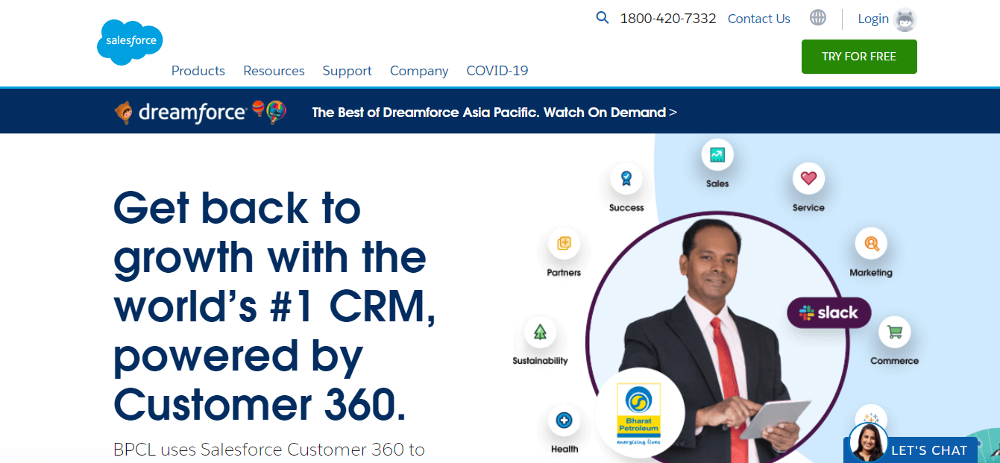 1800-420-7332 Contact Us Login
salesforce
TRY FOR FREE
Products Resources Support Company COVID-19
dreamforce The Best of Dreamforce Asia Pacific. Watch On Demand >
Get back to
growth with the
world’s #1 CRM,
powered by
Customer 360.
BPCL uses Salesforce Customer 360 to
Sales
Success
Service
Partners
Marketing
slack
Sustainability
Commerce
Bharat
Petroleum
energising lives
Health
LET'S CHAT